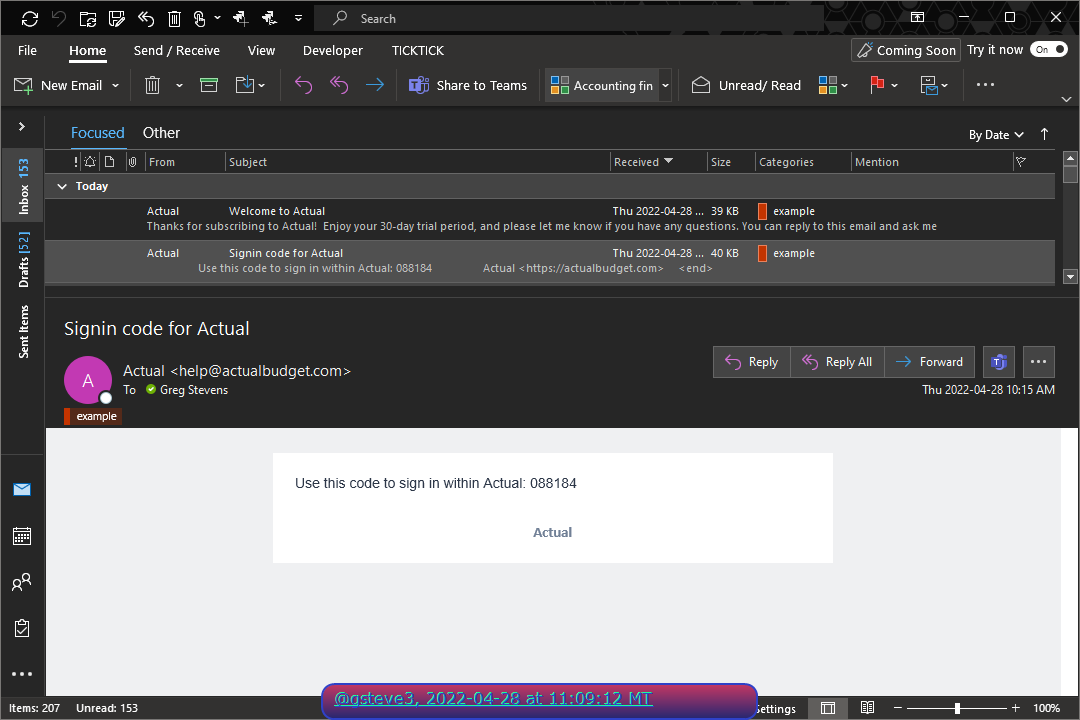 Search
File Home Send / Receive View Developer TICKTICK Coming Soon Try it now On
New Email Share to Teams Accounting fin Unread/ Read
Focused Other By Date
! From Subject Received Size Categories Mention
Today
Actual Welcome to Actual Thu 2022-04-28 ... 39 KB example
Thanks for subscribing to Actual! Enjoy your 30-day trial period, and please let me know if you have any questions. You can reply to this email and ask me
Actual Signin code for Actual Thu 2022-04-28 ... 40 KB example
Use this code to sign in within Actual: 088184 Actual <https://actualbudget.com> <end>
Inbox 153
Drafts [52]
Sent Items
Signin code for Actual
A
Actual <help@actualbudget.com>
To Greg Stevens
Reply Reply All Forward
Thu 2022-04-28 10:15 AM
example
Use this code to sign in within Actual: 088184
Actual
@gsteve3, 2022-04-28 at 11:09:12 MT
Items: 207 Unread: 153 ettings 100%